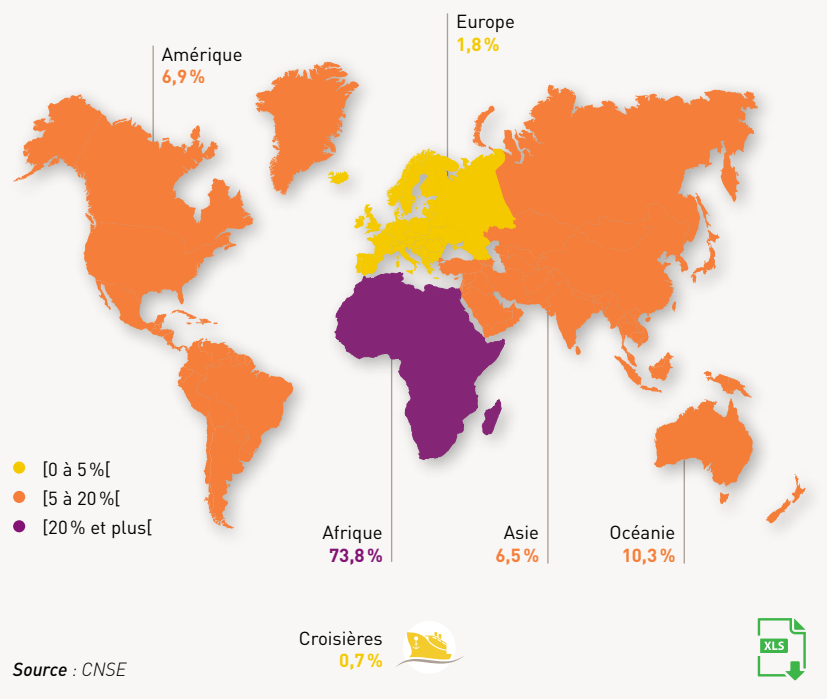 Europe
1,8 %
Amérique
6,9 %
[0 à 5 %[
[5 à 20 %[
[20 % et plus[
Afrique
73,8 %
Asie
6,5 %
Océanie
10,3 %
Croisières
0,7 %
XLS
Source : CNSE